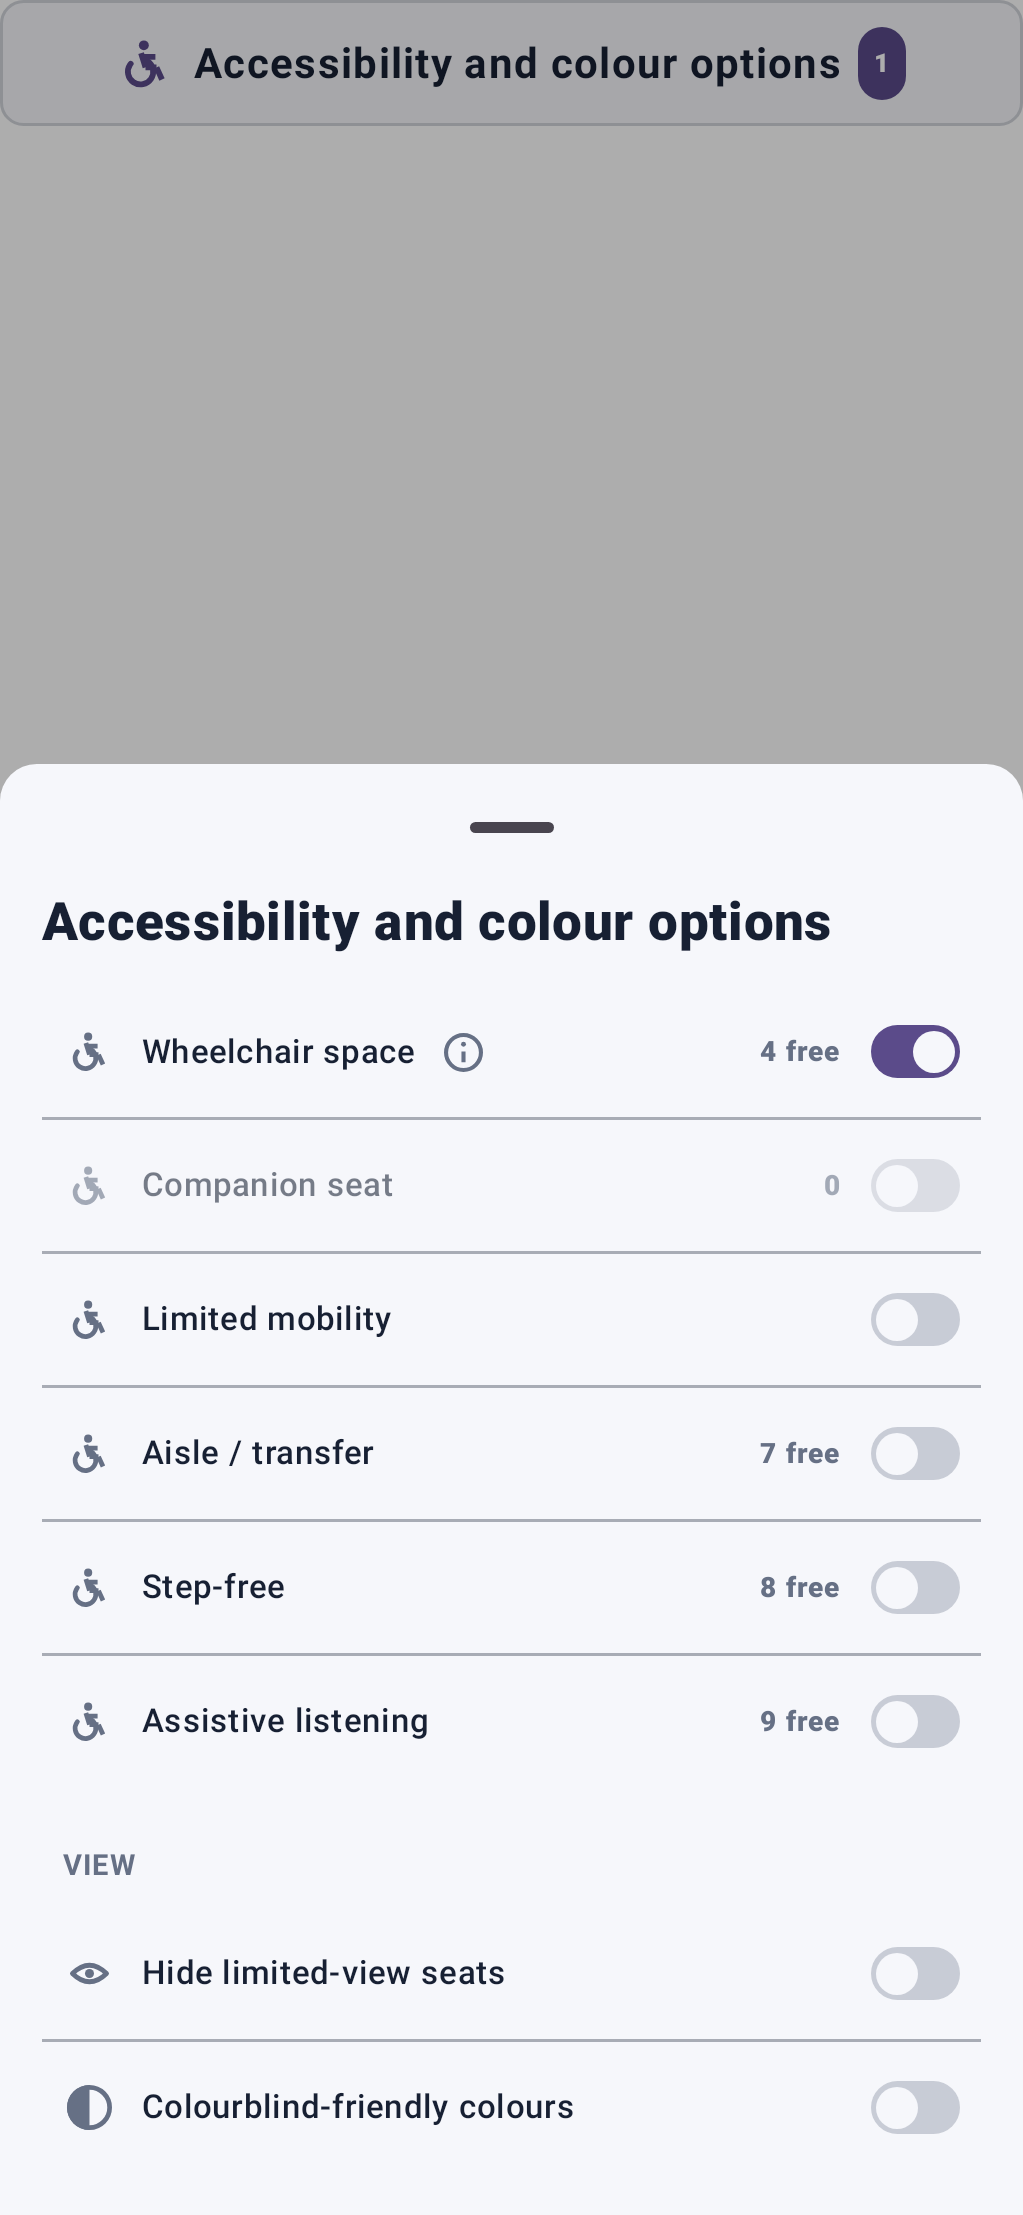 Accessibility and colour options 1
Accessibility and colour options
Wheelchair space 4 free
Companion seat 0
Limited mobility
Aisle / transfer 7 free
Step-free 8 free
Assistive listening 9 free
VIEW
Hide limited-view seats
Colourblind-friendly colours